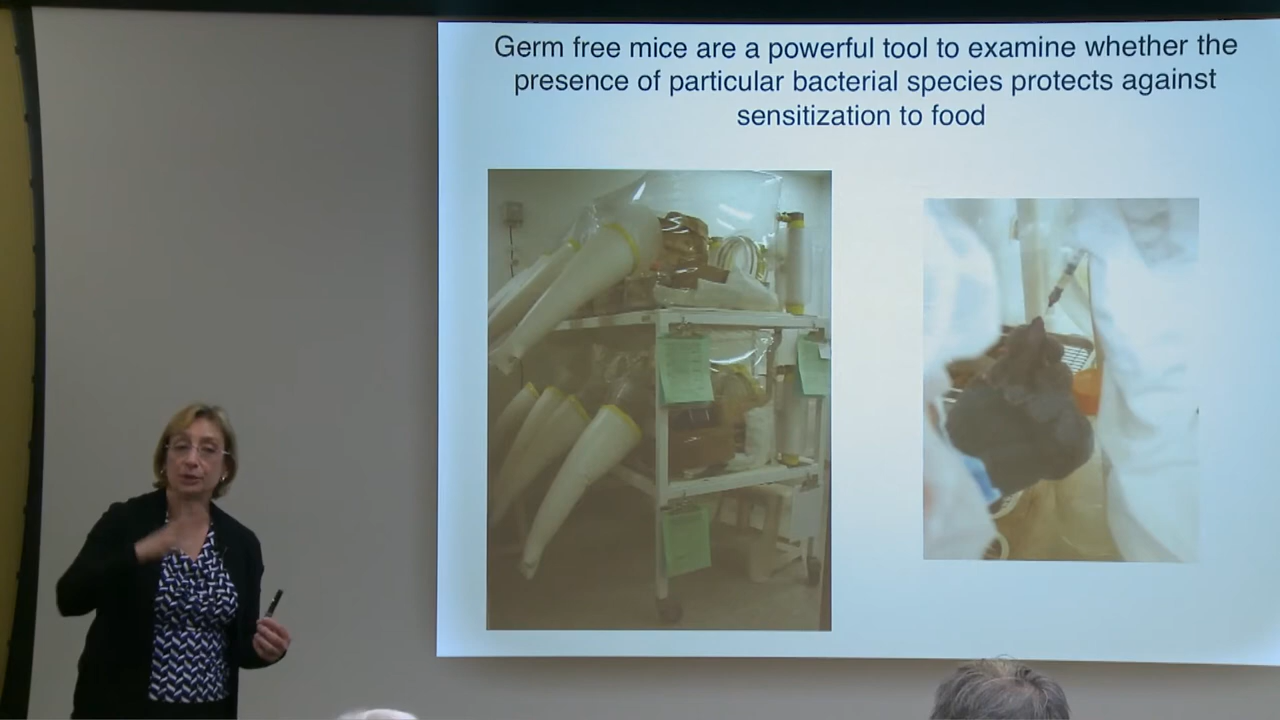 Germ free mice are a powerful tool to examine whether the
presence of particular bacterial species protects against
sensitization to food